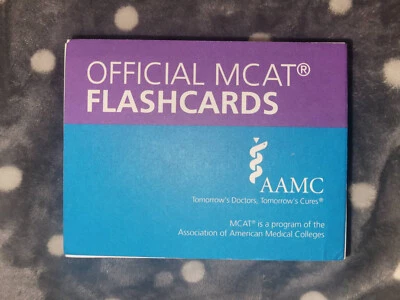 OFFICIAL MCAT®
FLASHCARDS
AAMC
Tomorrow's Doctors, Tomorrow's Cures®
MCAT® is a program of the
Association of American Medical Colleges